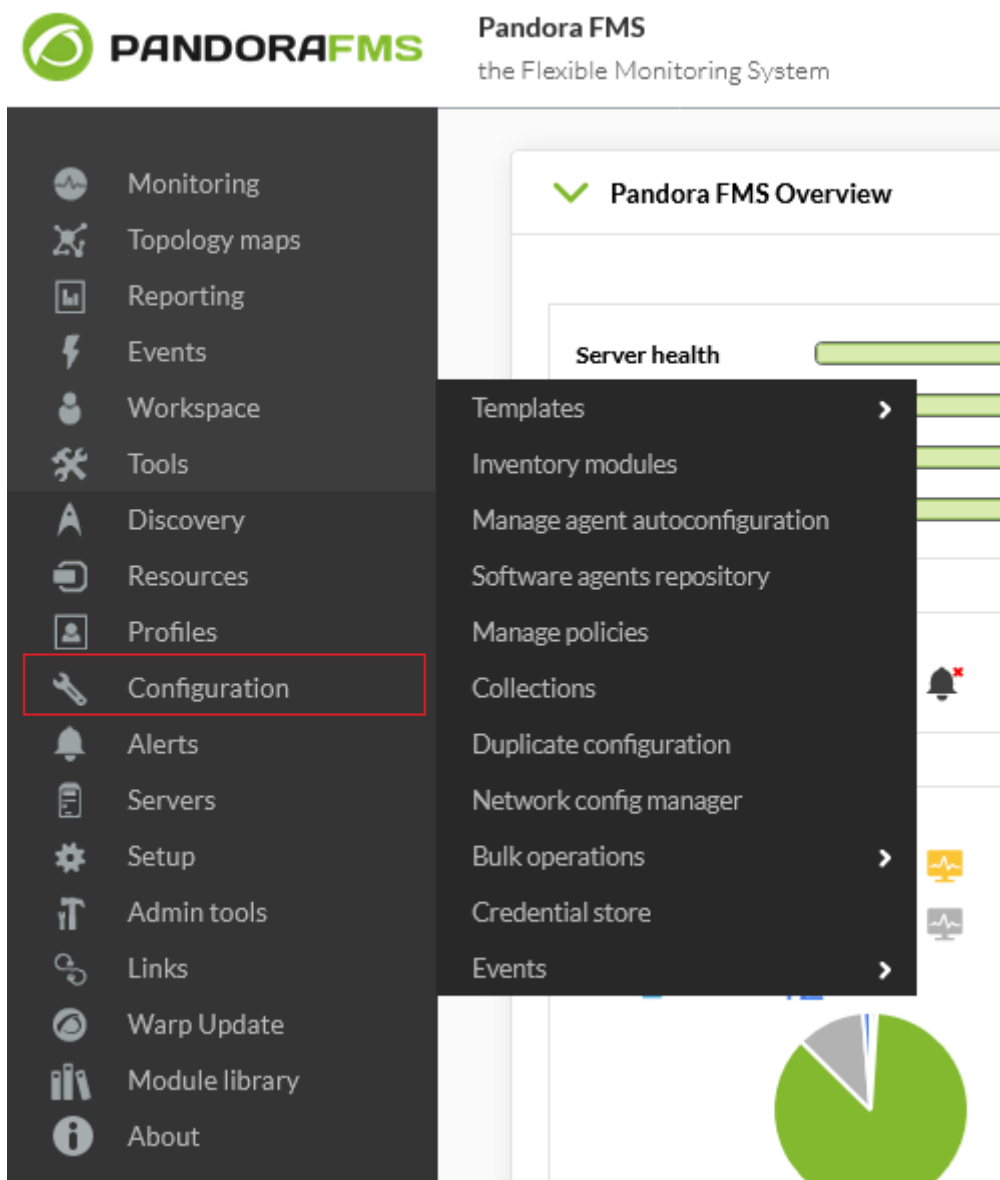 PANDORAFMS
Pandora FMS
the Flexible Monitoring System
Monitoring
Topology maps
Reporting
Events
Workspace
Tools
Discovery
Resources
Profiles
Configuration
Alerts
Servers
Setup
Admin tools
Links
Warp Update
Module library
About
Templates
Inventory modules
Manage agent autoconfiguration
Software agents repository
Manage policies
Collections
Duplicate configuration
Network config manager
Bulk operations
Credential store
Events
Pandora FMS Overview
Server health